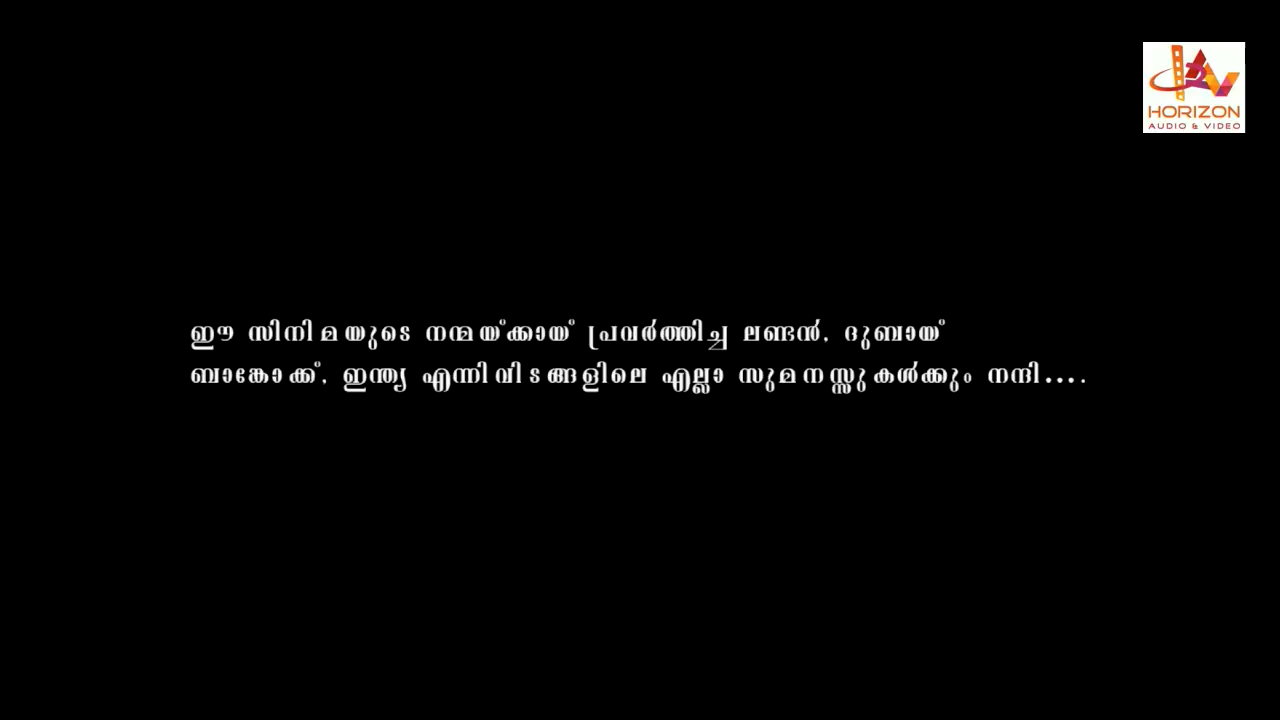 HORIZON
AUDIO & VIDEO
ഈ സിനിമയുടെ നന്മയ്ക്കായ് പ്രവർത്തിച്ച ലണ്ടൻ, ദുബായ്
ബാങ്കോക്ക്, ഇന്ത്യ എന്നിവിടങ്ങളിലെ എല്ലാ സുമനസ്സുകൾക്കും നന്ദി....